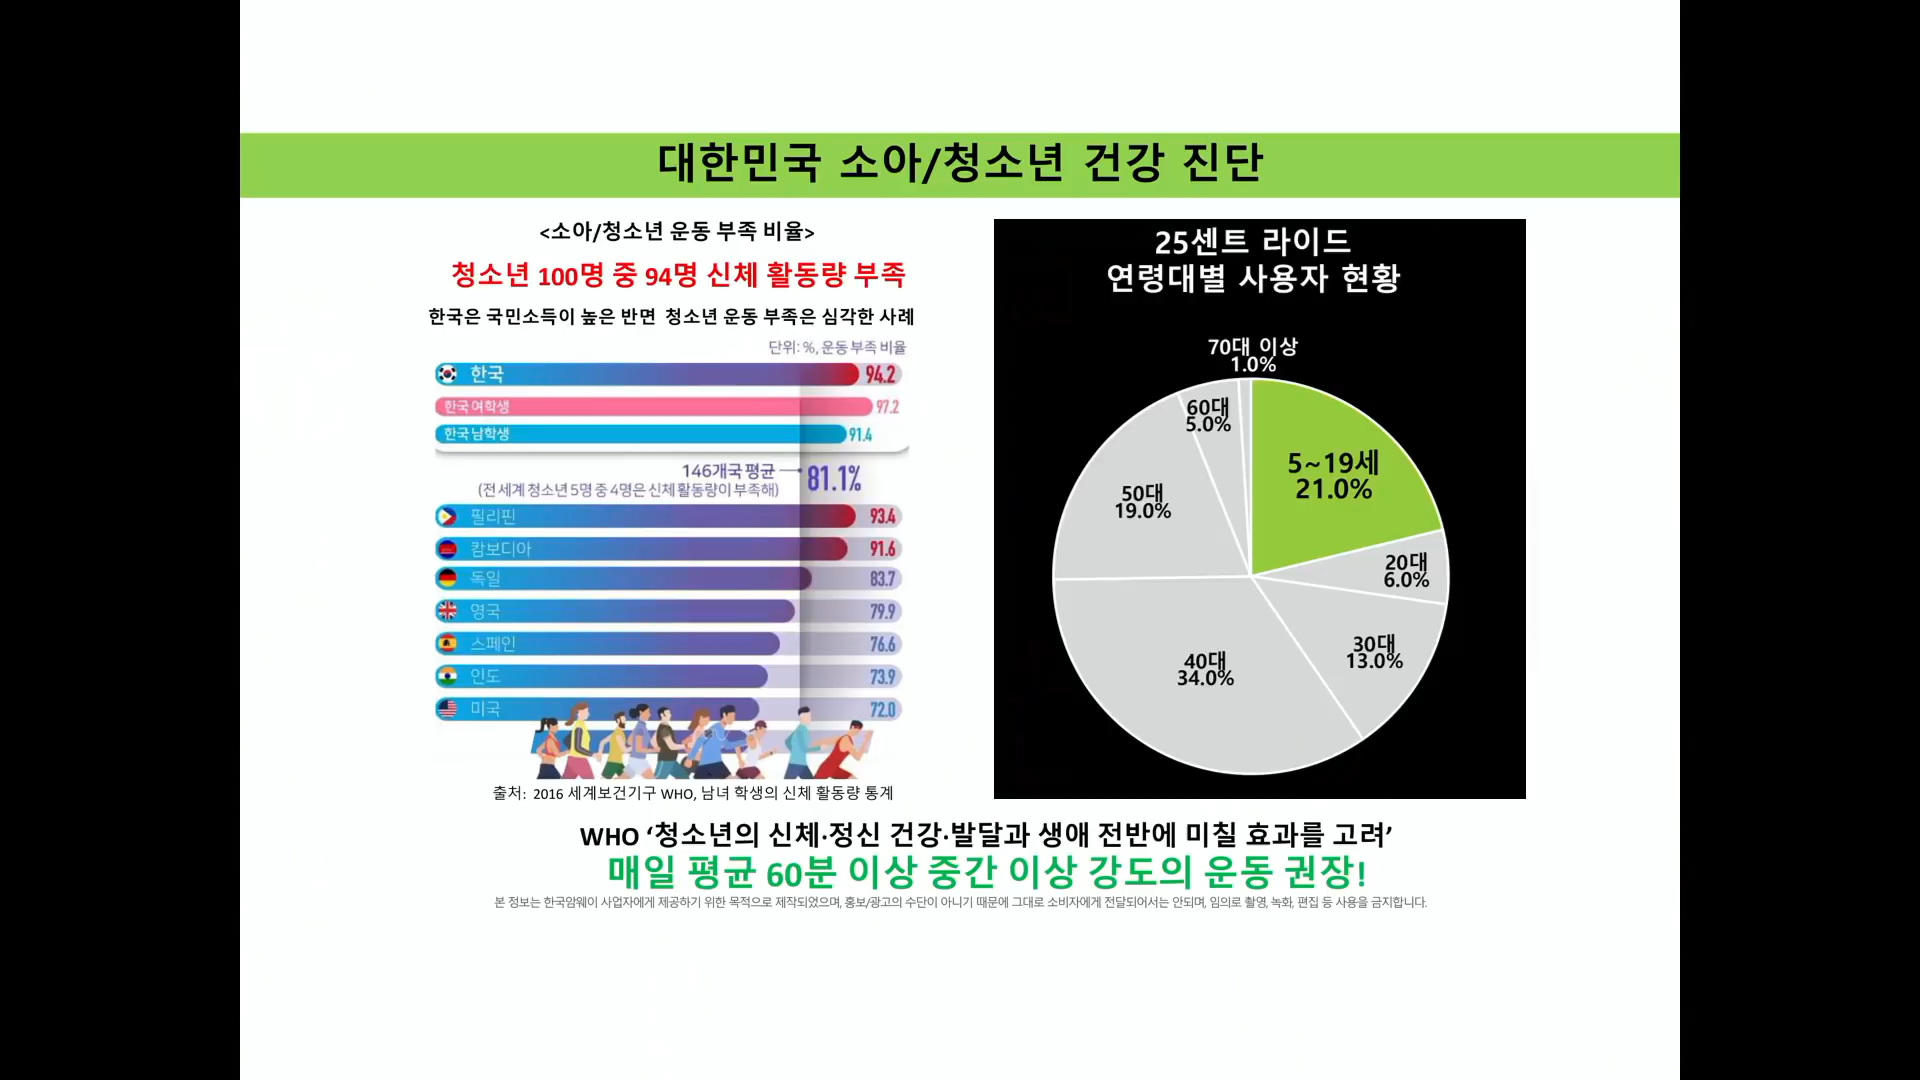 대한민국 소아/청소년 건강 진단
<소아/청소년 운동 부족 비율>
청소년 100명 중 94명 신체 활동량 부족
한국은 국민소득이 높은 반면 청소년 운동 부족은 심각한 사례
단위: %, 운동 부족 비율
한국 94.2
한국 여학생 97.2
한국 남학생 91.4
146개국 평균 81.1%
(전 세계 청소년 5명 중 4명은 신체 활동량이 부족해)
필리핀 93.4
캄보디아 91.6
독일 83.7
영국 79.9
스페인 76.6
인도 73.9
미국 72.0
출처: 2016 세계보건기구 WHO, 남녀 학생의 신체 활동량 통계
25센트 라이드
연령대별 사용자 현황
70대 이상
1.0%
60대
5.0%
5~19세
21.0%
50대
19.0%
20대
6.0%
30대
13.0%
40대
34.0%
WHO ‘청소년의 신체·정신 건강·발달과 생애 전반에 미칠 효과를 고려’
매일 평균 60분 이상 중간 이상 강도의 운동 권장!
본 정보는 한국암웨이 사업자에게 제공하기 위한 목적으로 제작되었으며, 홍보/광고의 수단이 아니기 때문에 그대로 소비자에게 전달되어서는 안되며, 임의로 촬영, 녹화, 편집 등 사용을 금지합니다.